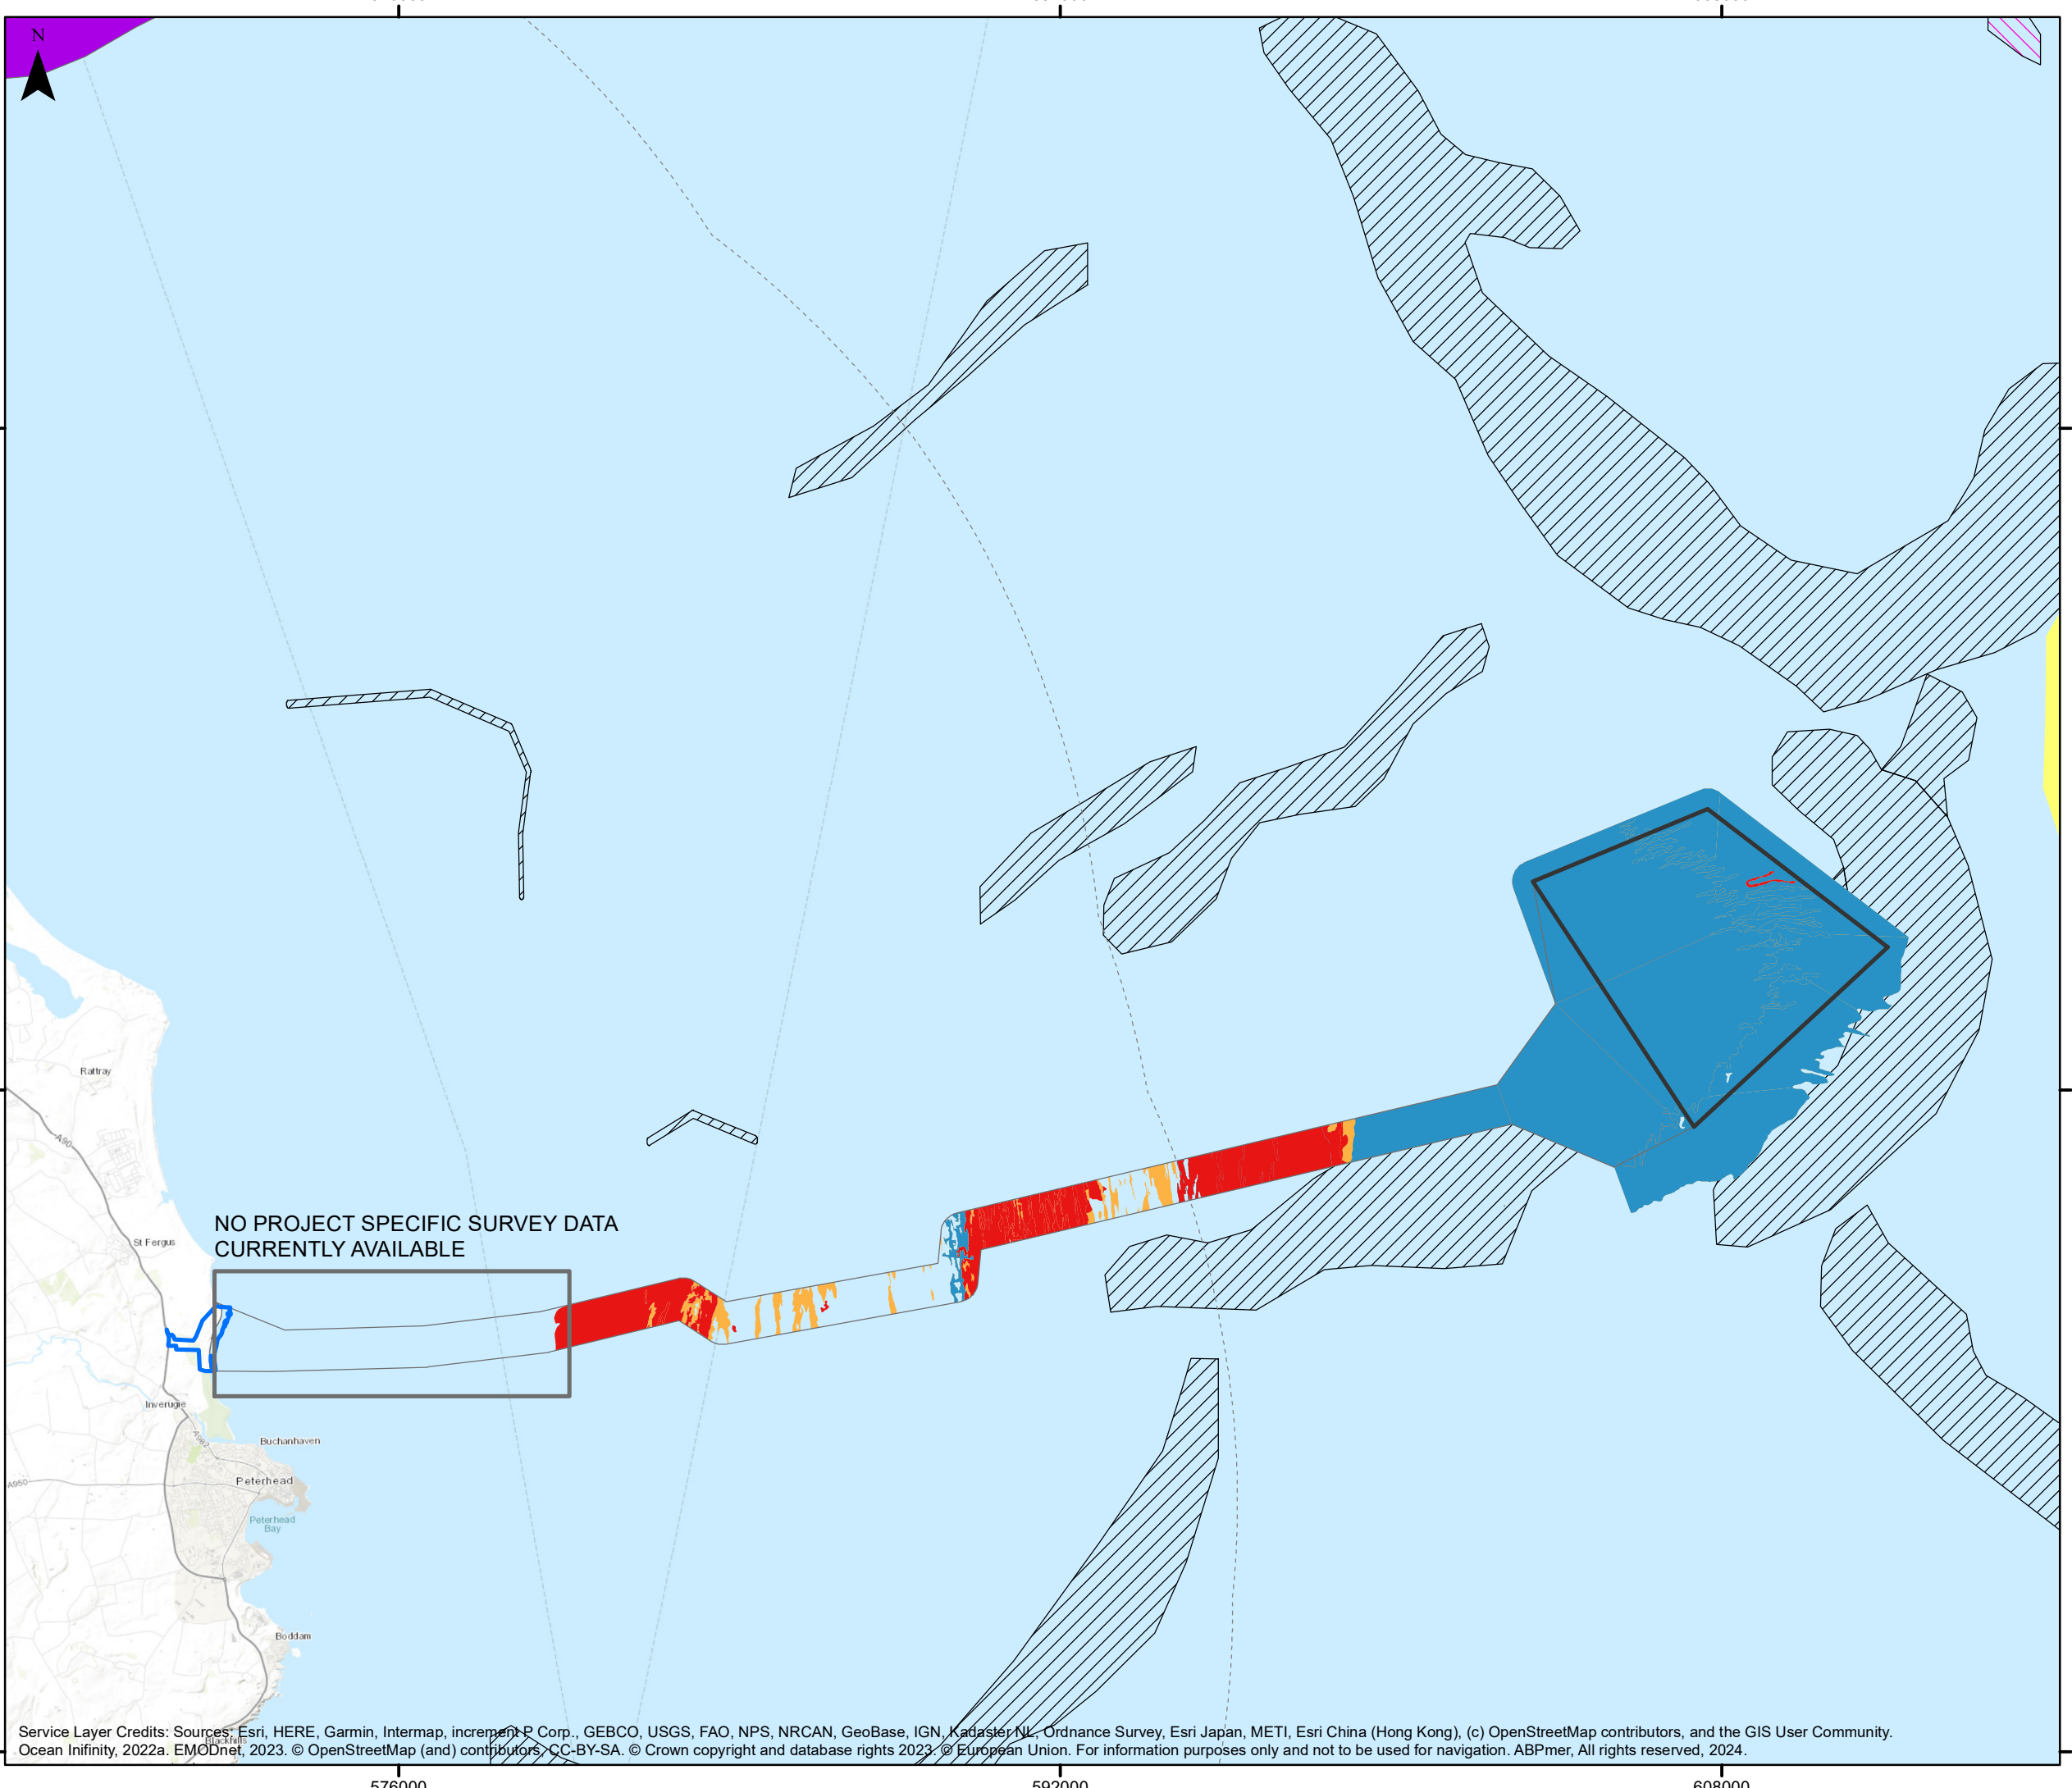 N
Rattray
A90
St Fergus
NO PROJECT SPECIFIC SURVEY DATA
CURRENTLY AVAILABLE
Inverugie
A982
Buchanhaven
Peterhead
A950
Peterhead
Bay
Boddam
Service Layer Credits: Sources: Esri, HERE, Garmin, Intermap, increment P Corp., GEBCO, USGS, FAO, NPS, NRCAN, GeoBase, IGN, Kadaster NL, Ordnance Survey, Esri Japan, METI, Esri China (Hong Kong), (c) OpenStreetMap contributors, and the GIS User Community.
Blackhills
Ocean Inifinity, 2022a. EMODnet, 2023. © OpenStreetMap (and) contributors, CC-BY-SA. © Crown copyright and database rights 2023. © European Union. For information purposes only and not to be used for navigation. ABPmer, All rights reserved, 2024.
576000
592000
608000